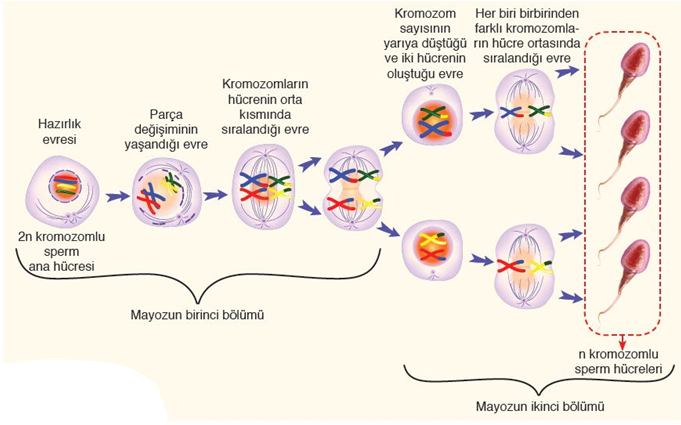 Hazırlık
evresi
2n kromozomlu
sperm
ana hücresi
Parça
değişiminin
yaşandığı evre
Kromozomların
hücrenin orta
kısmında
sıralandığı evre
Mayozun birinci bölümü
Kromozom
sayısının
yarıya düştüğü
ve iki hücrenin
oluştuğu evre
Her biri birbirinden
farklı kromozomla-
rın hücre ortasında
sıralandığı evre
n kromozomlu
sperm hücreleri
Mayozun ikinci bölümü